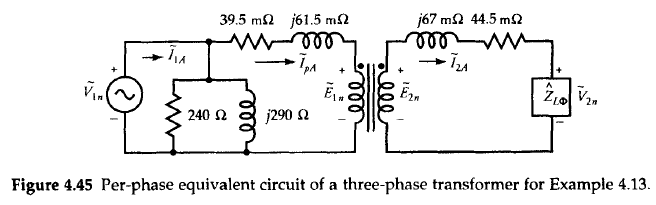 39.5 mΩ j61.5 mΩ j67 mΩ 44.5 mΩ
+ Ĩ1A ĨpA + + Ĩ2A +
Ṽ1n 240 Ω j290 Ω Ẽ1n Ẽ2n ẐLΦ Ṽ2n
− − − −
Figure 4.45 Per-phase equivalent circuit of a three-phase transformer for Example 4.13.